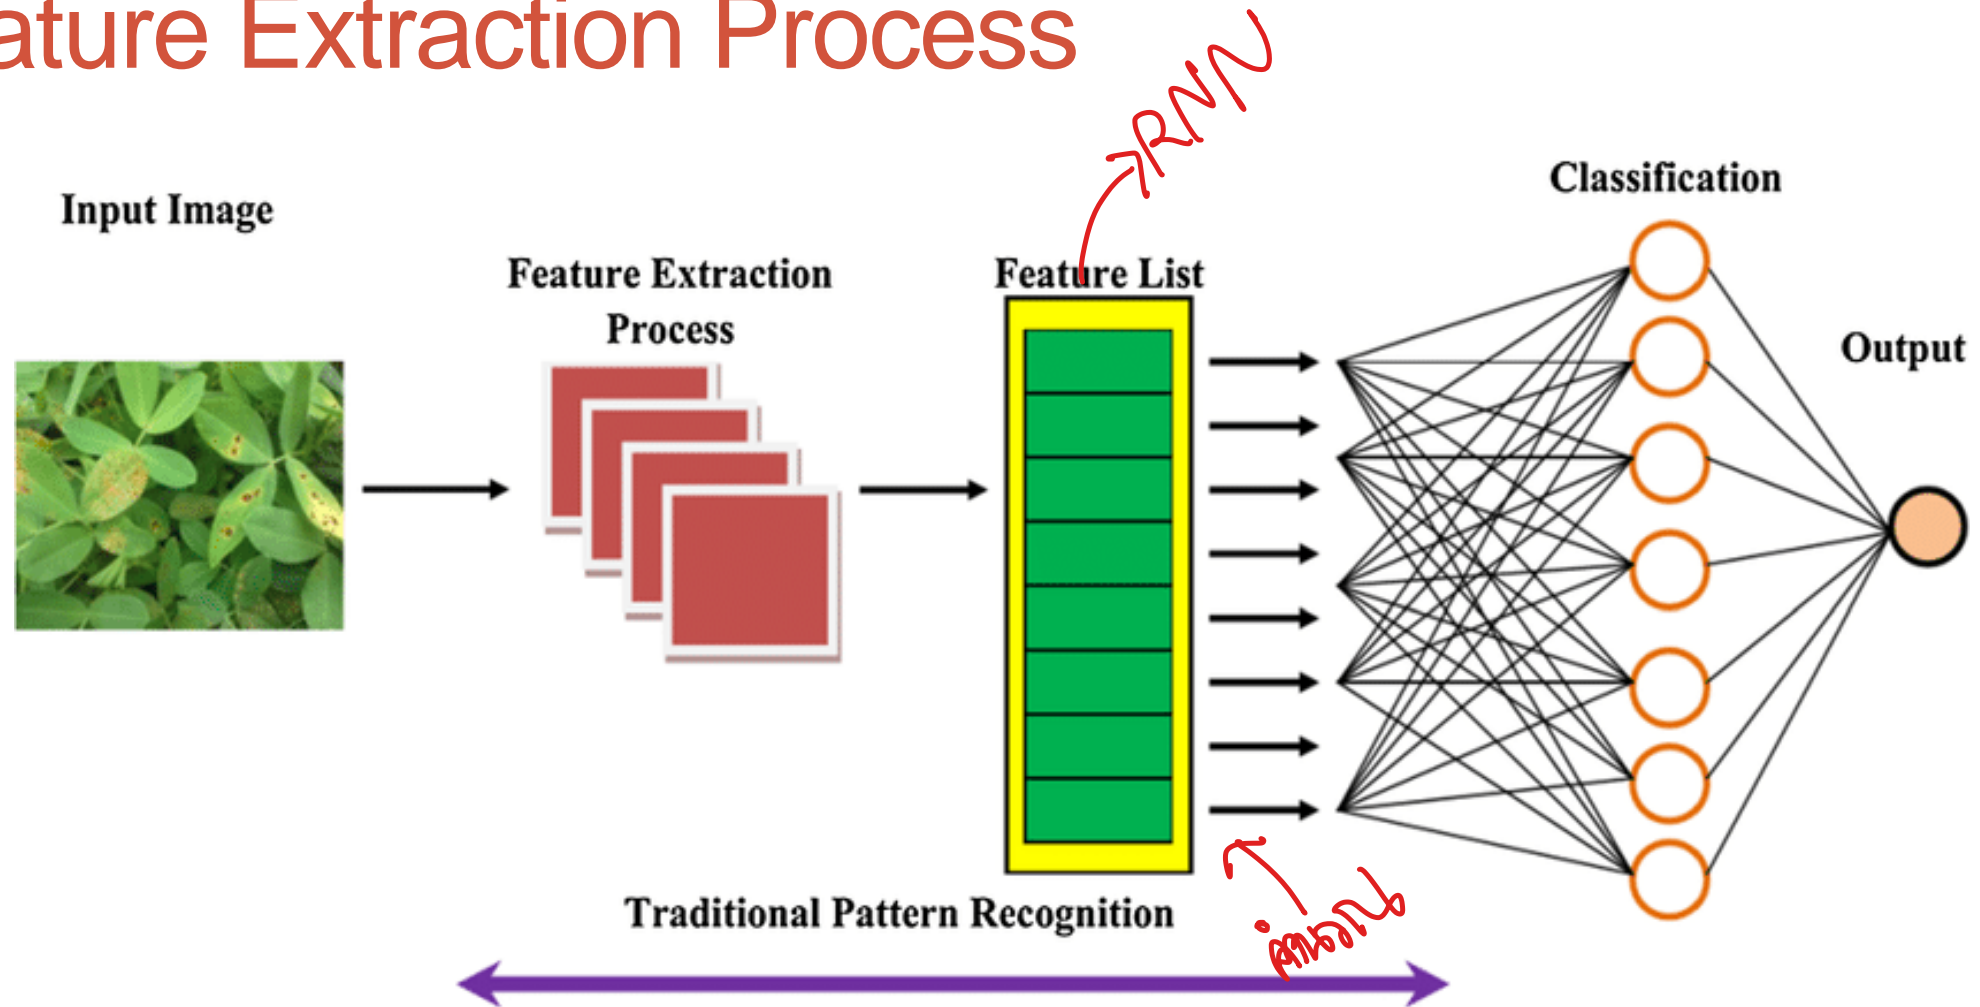 ature Extraction Process
RNN
Classification
Input Image
Feature Extraction
Process
Feature List
Output
Traditional Pattern Recognition